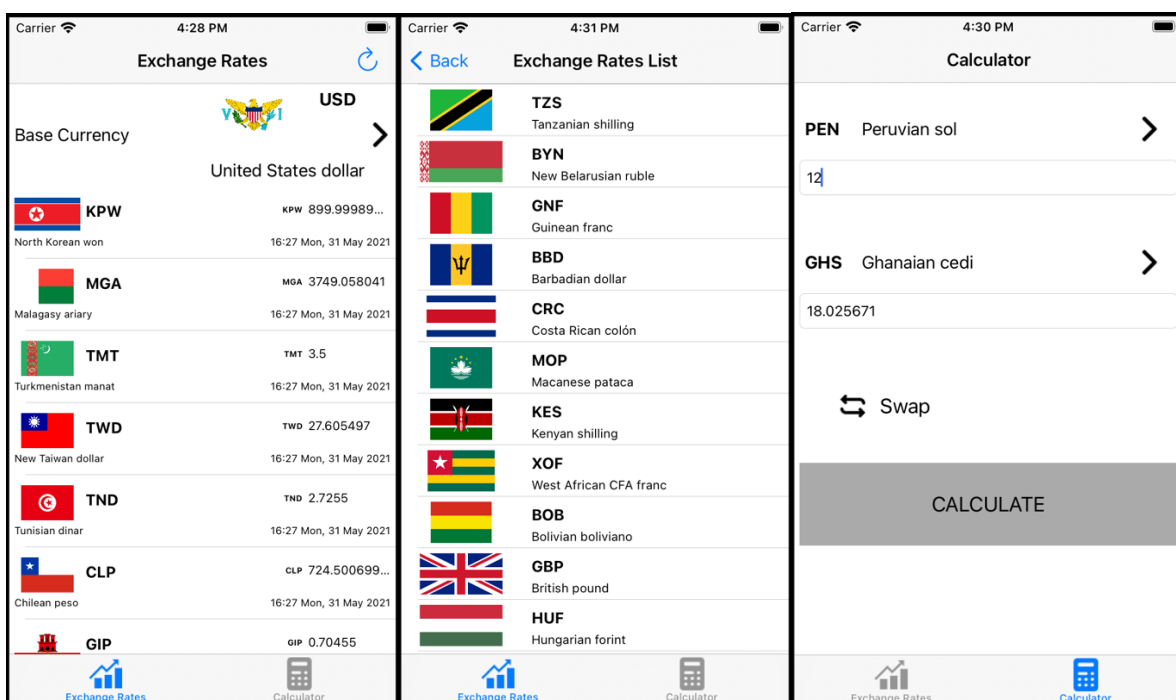 Carrier 4:28 PM
Exchange Rates
USD
V I
Base Currency
United States dollar
KPW KPW 899.99989...
North Korean won 16:27 Mon, 31 May 2021
MGA MGA 3749.058041
Malagasy ariary 16:27 Mon, 31 May 2021
TMT TMT 3.5
Turkmenistan manat 16:27 Mon, 31 May 2021
TWD TWD 27.605497
New Taiwan dollar 16:27 Mon, 31 May 2021
TND TND 2.7255
Tunisian dinar 16:27 Mon, 31 May 2021
CLP CLP 724.500699...
Chilean peso 16:27 Mon, 31 May 2021
GIP GIP 0.70455
Exchange Rates Calculator
Carrier 4:31 PM
Back Exchange Rates List
TZS
Tanzanian shilling
BYN
New Belarusian ruble
GNF
Guinean franc
BBD
Barbadian dollar
CRC
Costa Rican colón
MOP
Macanese pataca
KES
Kenyan shilling
XOF
West African CFA franc
BOB
Bolivian boliviano
GBP
British pound
HUF
Hungarian forint
Exchange Rates Calculator
Carrier 4:30 PM
Calculator
PEN Peruvian sol
12
GHS Ghanaian cedi
18.025671
Swap
CALCULATE
Exchange Rates Calculator